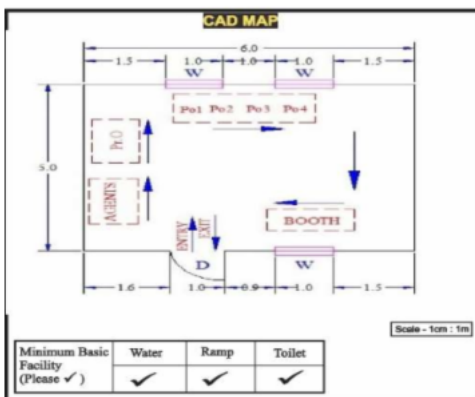 CAD MAP
6.0
1.5 1.0 1.0 1.0 1.5
W W
Po1 Po2 Po3 Po4
5.0
Pr.O
AGENTS
ENTRY
EXIT
BOOTH
D W
1.6 1.0 0.9 1.0 1.5
Scale - 1cm : 1m
Minimum Basic Facility (Please ✓) Water Ramp Toilet
✓ ✓ ✓